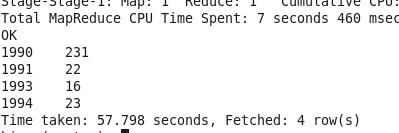 Stage-Stage-1: Map: 1 Reduce: 1 Cumulative CPU:
Total MapReduce CPU Time Spent: 7 seconds 460 msec
OK
1990 231
1991 22
1993 16
1994 23
Time taken: 57.798 seconds, Fetched: 4 row(s)